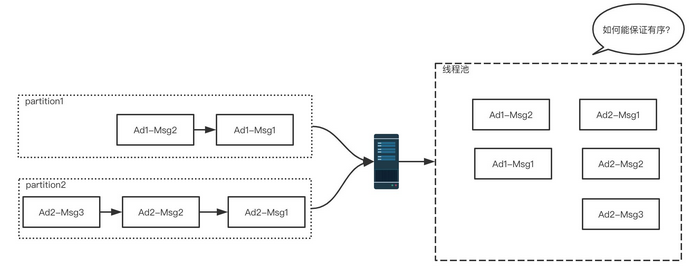 如何能保证有序?
线程池
partition1
Ad1-Msg2
Ad1-Msg1
partition2
Ad2-Msg3
Ad2-Msg2
Ad2-Msg1
Ad1-Msg2
Ad2-Msg1
Ad1-Msg1
Ad2-Msg2
Ad2-Msg3